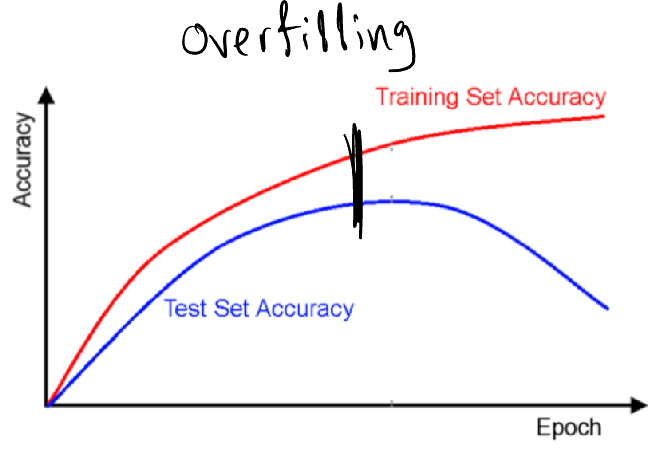 overfilling
Training Set Accuracy
Accuracy
Test Set Accuracy
Epoch